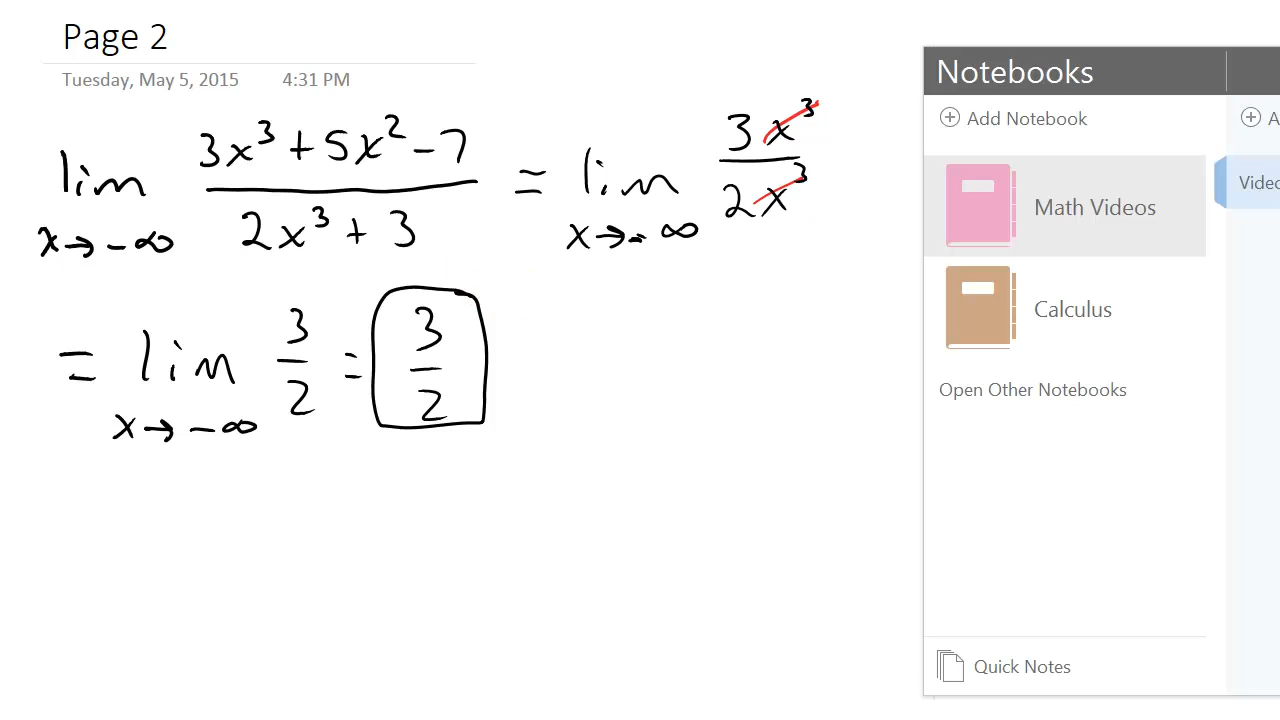 Page 2
Tuesday, May 5, 2015 4:31 PM
lim x→-∞ (3x³ + 5x² - 7)/(2x³ + 3) = lim x→-∞ 3x³/2x³
= lim x→-∞ 3/2 = 3/2
Notebooks
Add Notebook
Math Videos
Calculus
Open Other Notebooks
Quick Notes